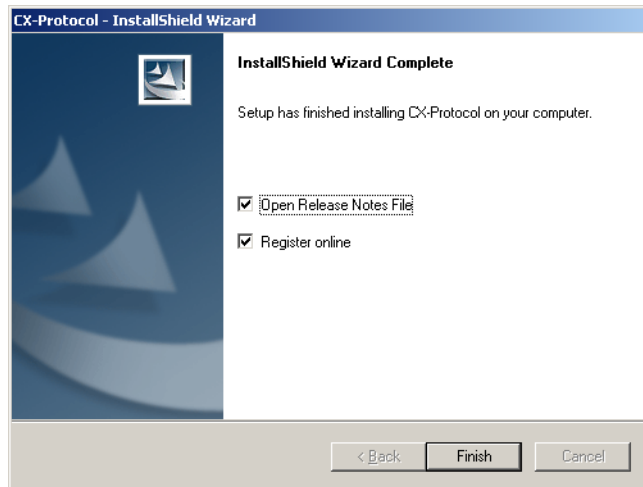 CX-Protocol - InstallShield Wizard
InstallShield Wizard Complete
Setup has finished installing CX-Protocol on your computer.
Open Release Notes File
Register online
< Back
Finish
Cancel